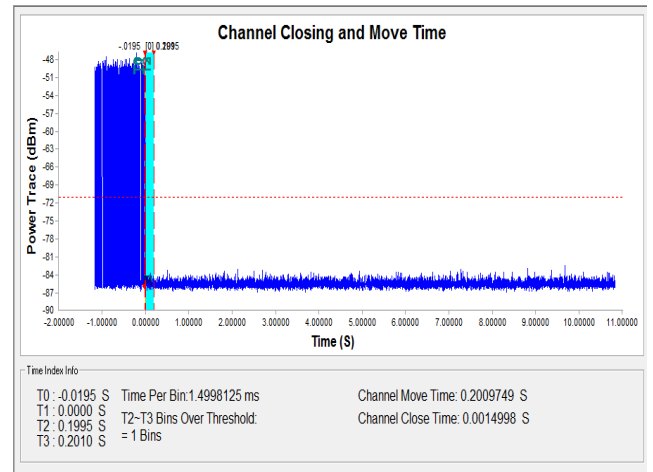 Channel Closing and Move Time
-.0195 [0]
-48
-51
-54
-57
-60
-63
-66
-69
-72
-75
-78
-81
-84
-87
-90
Power Trace (dBm)
-2.00000 -1.00000 0.00000 1.00000 2.00000 3.00000 4.00000 5.00000 6.00000 7.00000 8.00000 9.00000 10.00000 11.00000
Time (S)
Time Index Info
T0 : -0.0195 S Time Per Bin:1.4998125 ms Channel Move Time: 0.2009749 S
T1 : 0.0000 S
T2 : 0.1995 S T2~T3 Bins Over Threshold: Channel Close Time: 0.0014998 S
T3 : 0.2010 S = 1 Bins